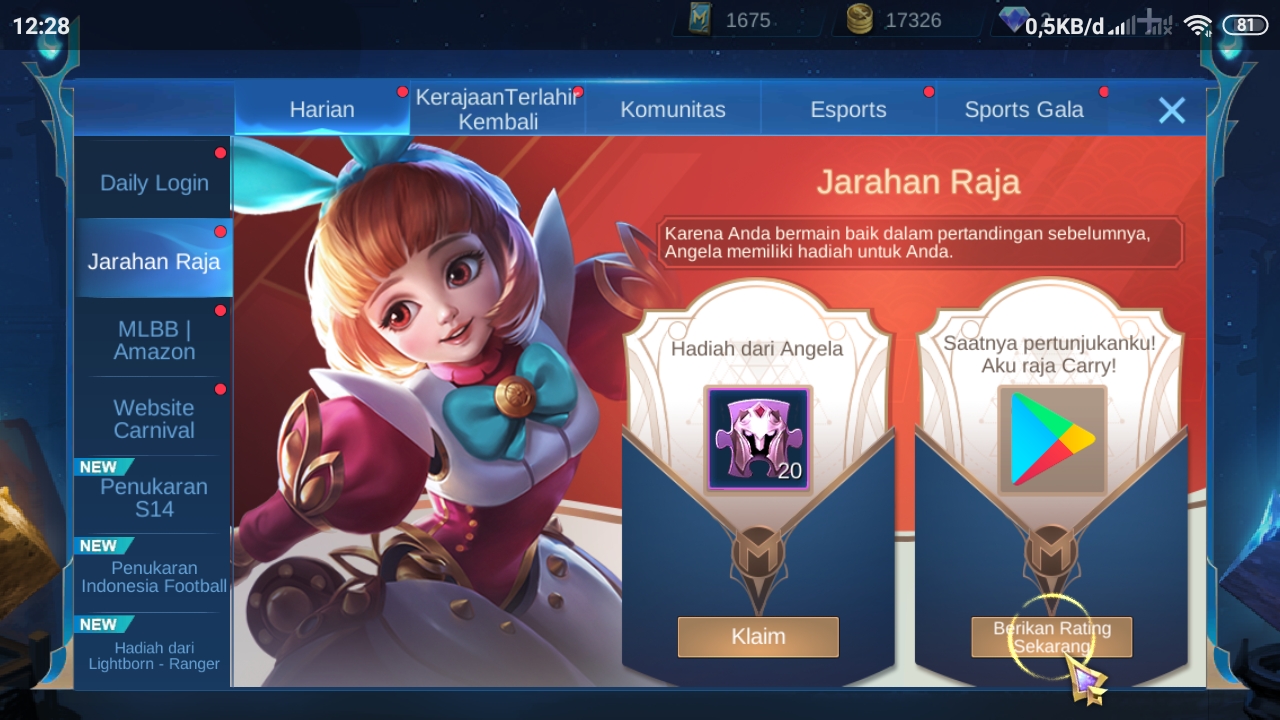 12:28
1675
17326
0,5KB/d
81
Harian
KerajaanTerlahir
Kembali
Komunitas
Esports
Sports Gala
Daily Login
Jarahan Raja
MLBB |
Amazon
Website
Carnival
NEW
Penukaran
S14
NEW
Penukaran
Indonesia Football
NEW
Hadiah dari
Lightborn - Ranger
Jarahan Raja
Karena Anda bermain baik dalam pertandingan sebelumnya,
Angela memiliki hadiah untuk Anda.
Hadiah dari Angela
20
Klaim
Saatnya pertunjukanku!
Aku raja Carry!
Berikan Rating
Sekarang